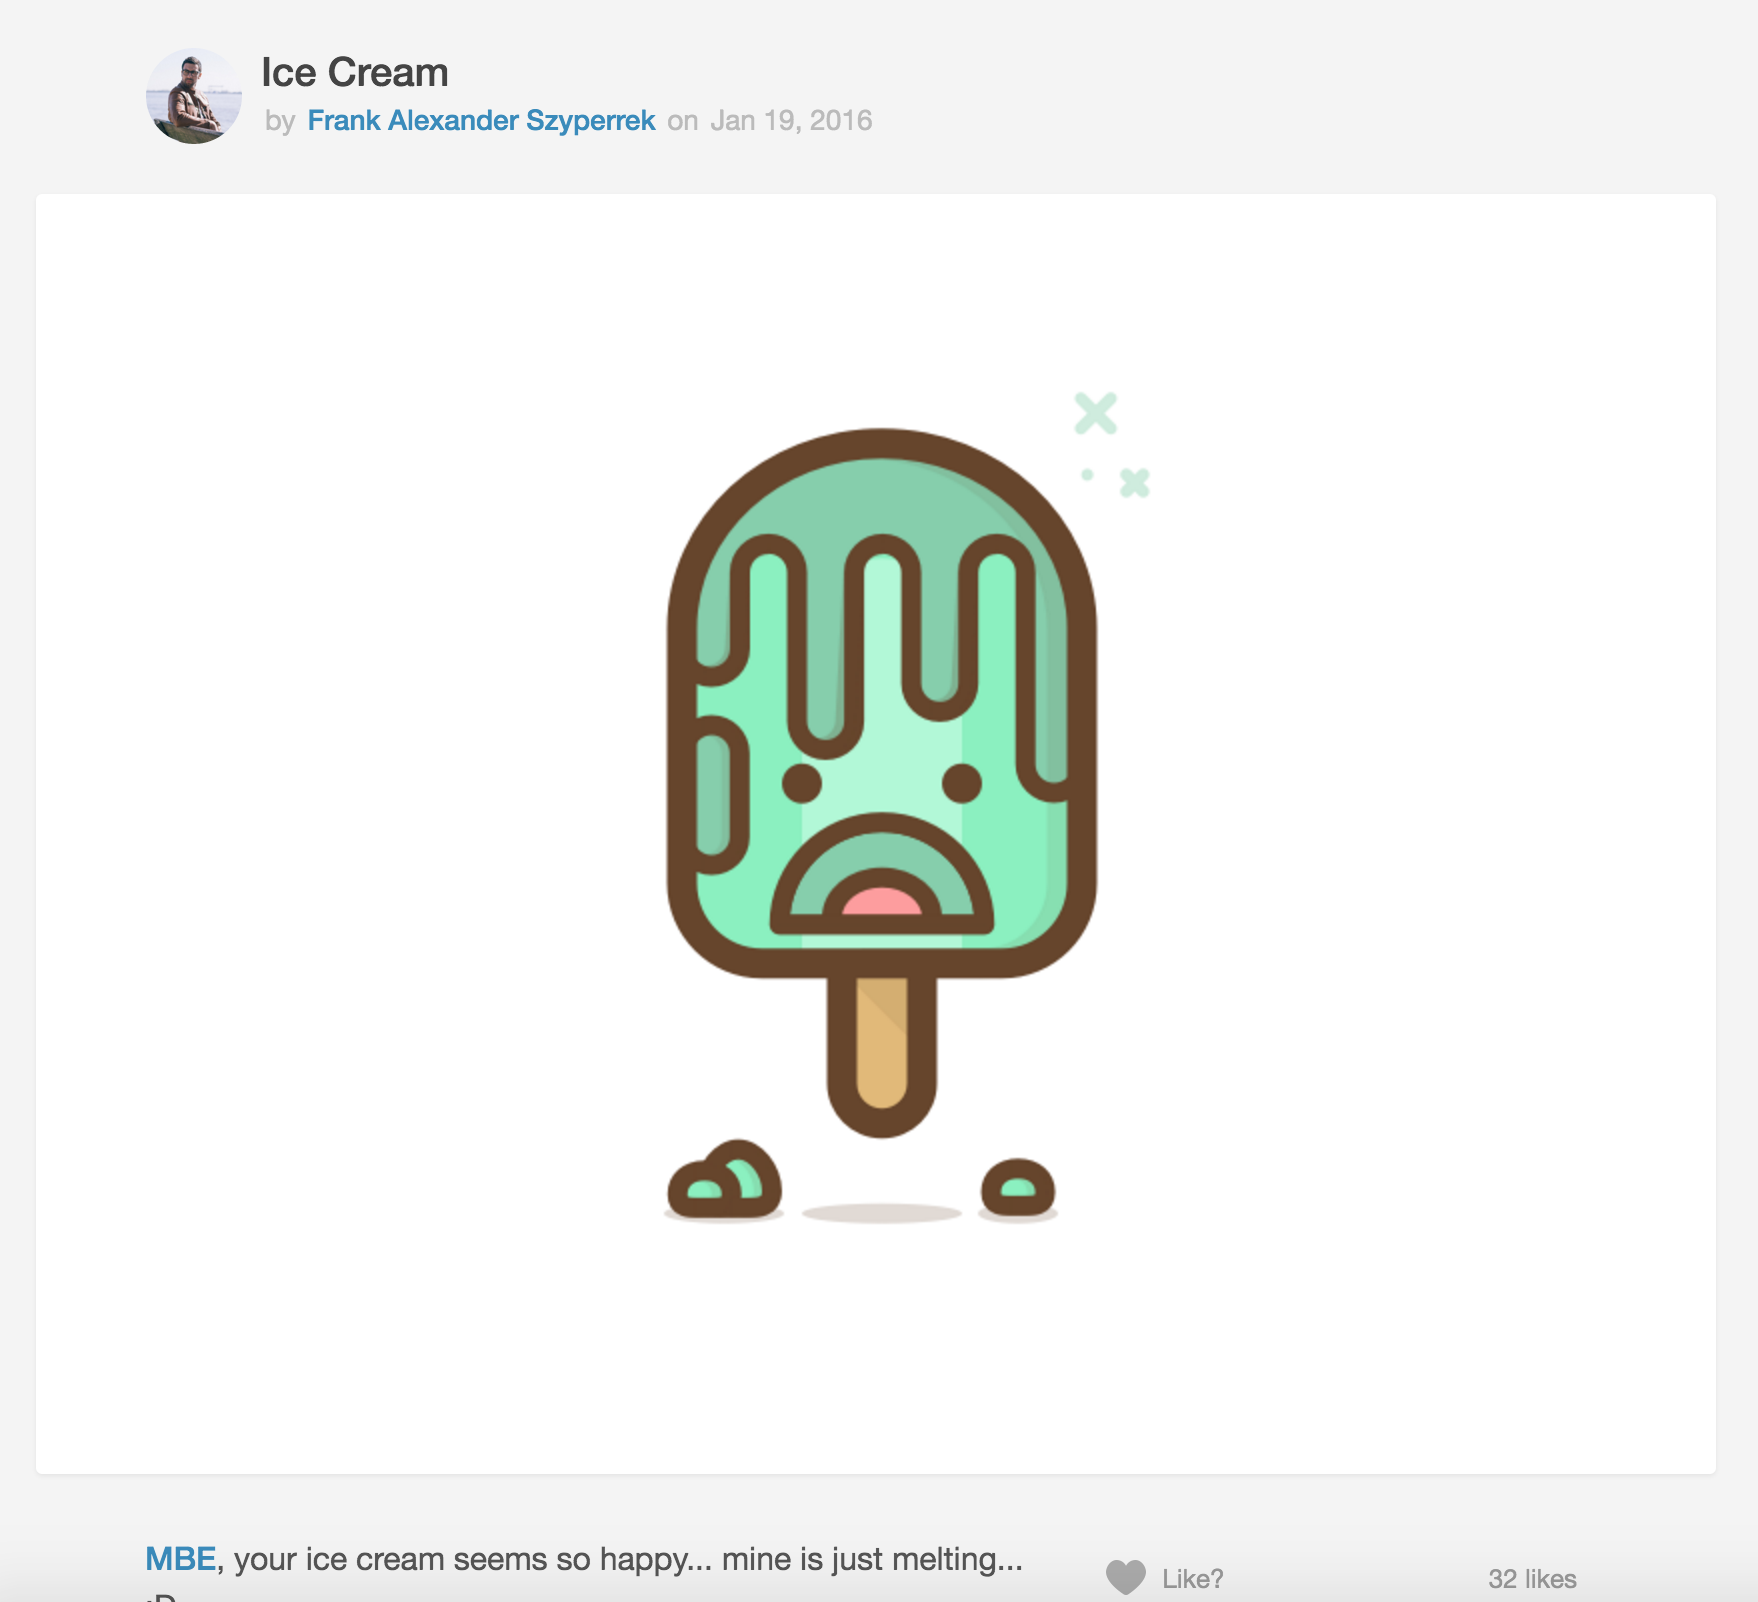 Ice Cream
by Frank Alexander Szyperrek on Jan 19, 2016
MBE, your ice cream seems so happy... mine is just melting...
Like?
32 likes